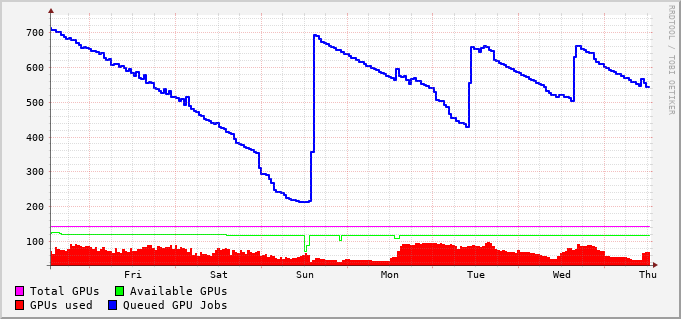 RRDTOOL / TOBI OETIKER
700
600
500
400
300
200
100
Fri Sat Sun Mon Tue Wed Thu
Total GPUs Available GPUs
GPUs used Queued GPU Jobs